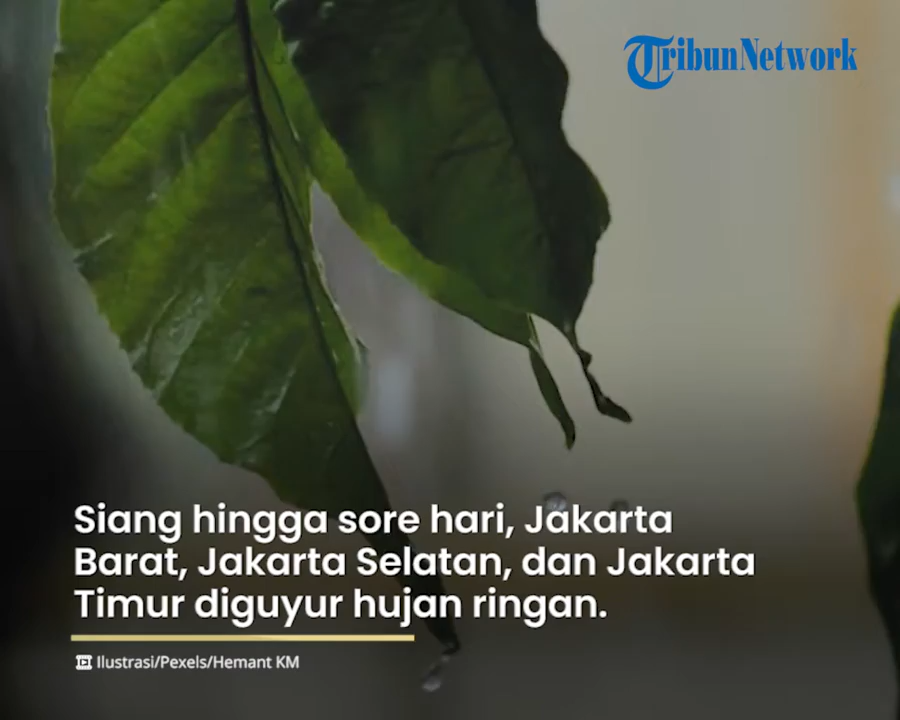 TribunNetwork
Siang hingga sore hari, Jakarta
Barat, Jakarta Selatan, dan Jakarta
Timur diguyur hujan ringan.
Ilustrasi/Pexels/Hemant KM